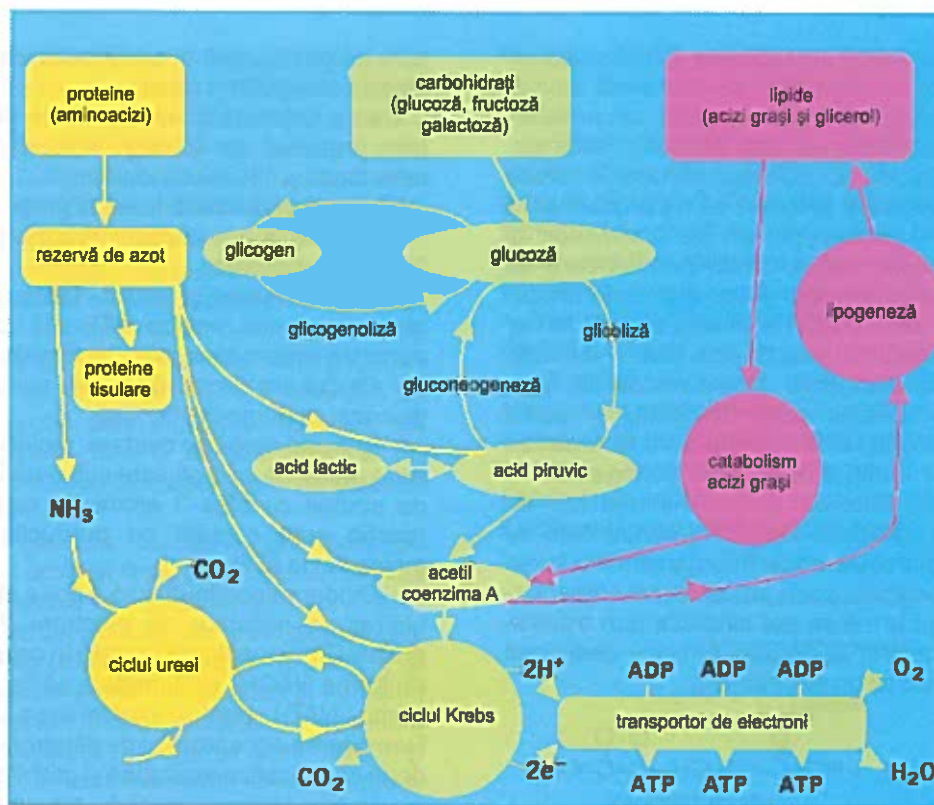 proteine
(aminoacizi)
carbohidrați
(glucoză, fructoză
galactoză)
lipide
(acizi grași și glicerol)
rezervă de azot
glicogen
glucoză
lipogeneză
glicogenoliză
glicoliză
proteine
tisulare
gluconeogeneză
acid lactic
acid piruvic
catabolism
acizi grași
NH₃
CO₂
acetil
coenzima A
ciclul ureei
ciclul Krebs
2H⁺
ADP ADP ADP
O₂
transportor de electroni
CO₂
2e⁻
ATP ATP ATP
H₂O